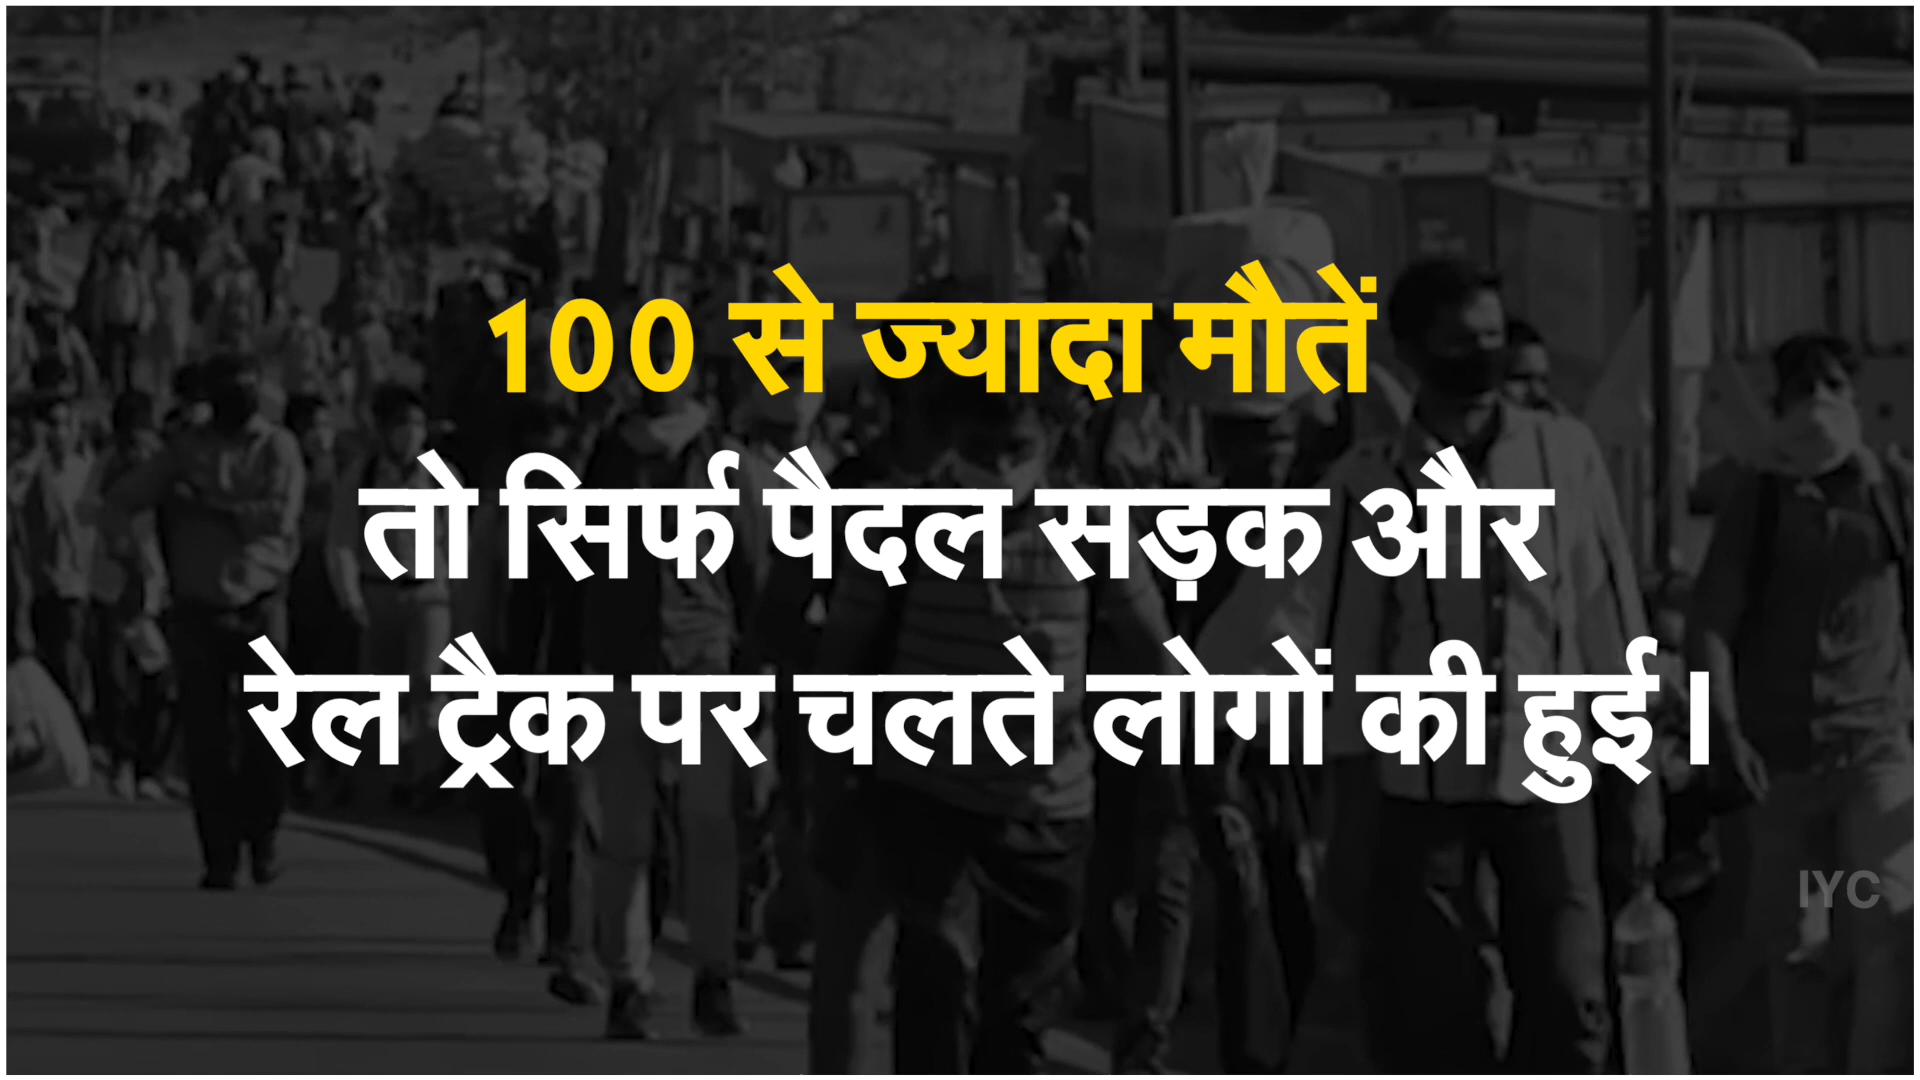 100 से ज्यादा मौतें
तो सिर्फ पैदल सड़क और
रेल ट्रैक पर चलते लोगों की हुई।
IYC